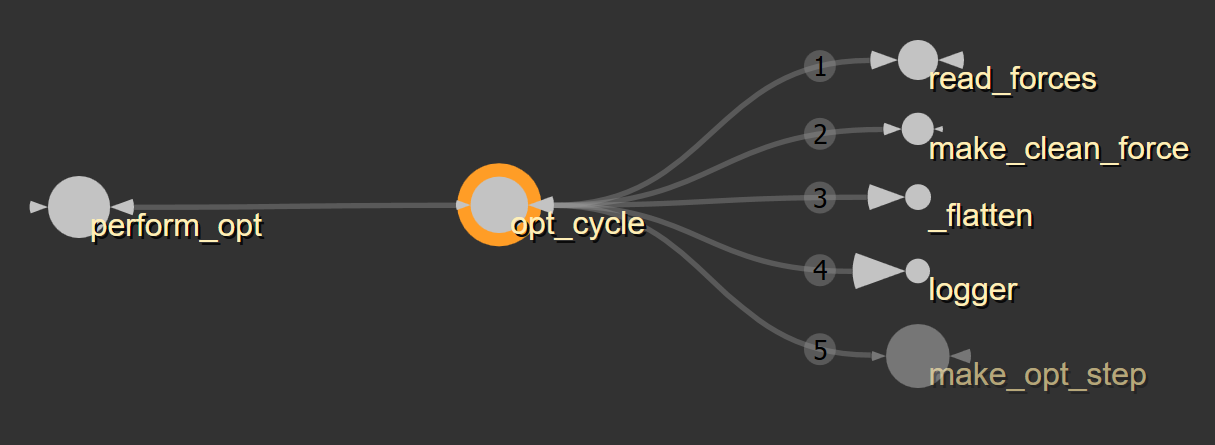 perform_opt
opt_cycle
1
read_forces
2
make_clean_force
3
_flatten
4
logger
5
make_opt_step